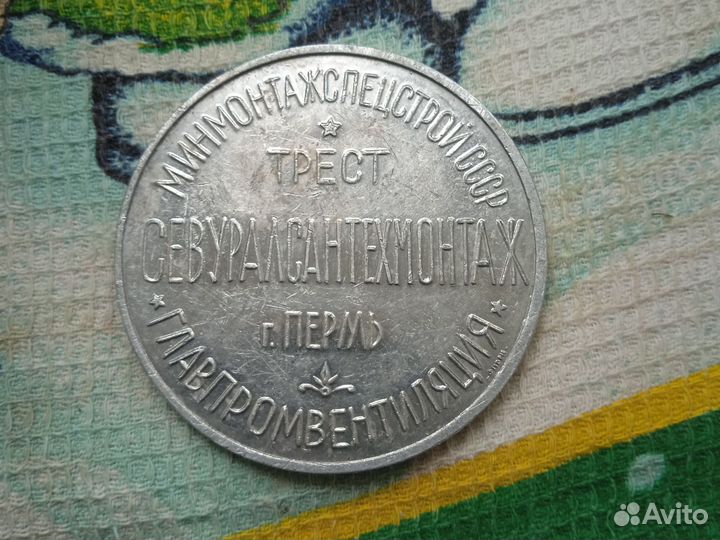 МИНМОНТАЖСПЕЦСТРОЙ СССР
ТРЕСТ
СЕВУРАЛСАНТЕХМОНТАЖ
г. ПЕРМЬ
ГЛАВПРОМВЕНТИЛЯЦИЯ
Avito